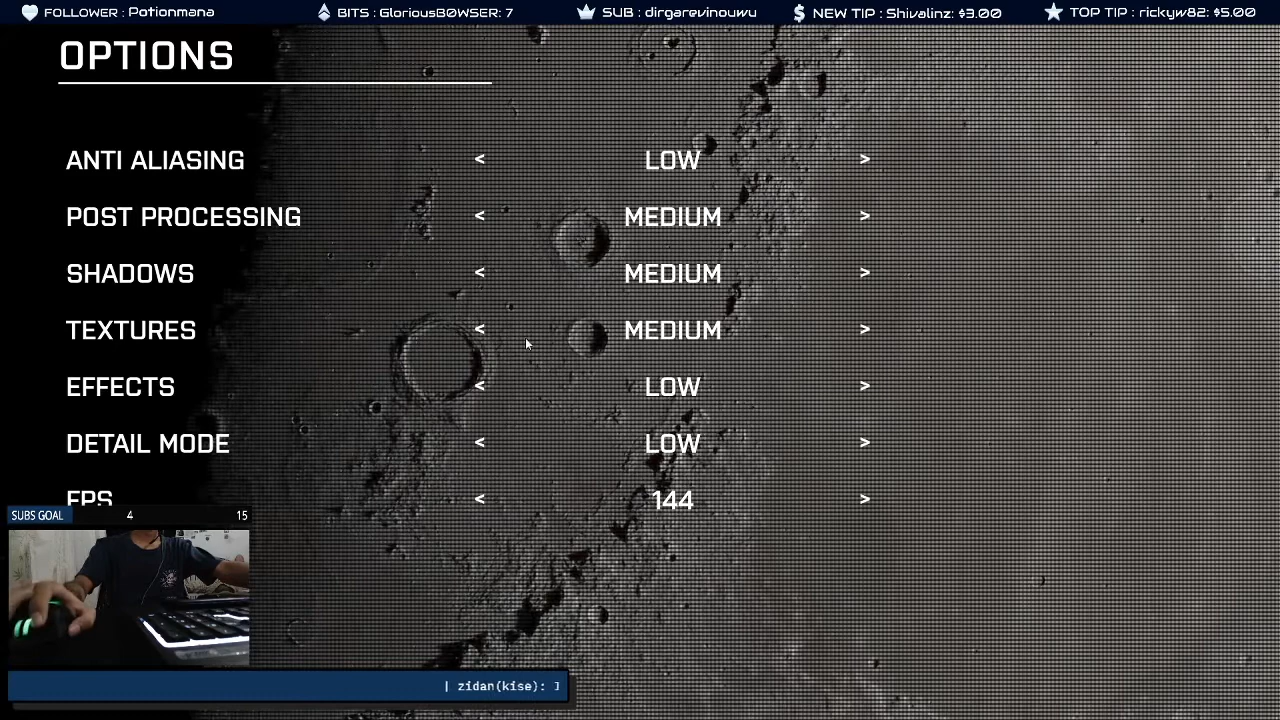 FOLLOWER : Potionmana BITS : GloriousB0WSER: 7 SUB : dirgarevinouwu NEW TIP : Shivalinz: $3.00 TOP TIP : rickyw82: $5.00
OPTIONS
ANTI ALIASING < LOW >
POST PROCESSING < MEDIUM >
SHADOWS < MEDIUM >
TEXTURES < MEDIUM >
EFFECTS < LOW >
DETAIL MODE < LOW >
FPS < 144 >
SUBS GOAL 4 15
| zidan(kise): ]